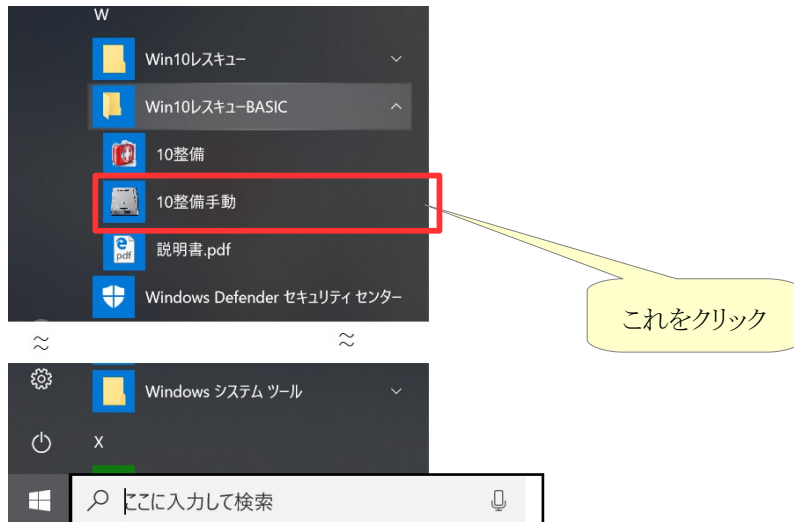 W
Win10レスキュー
Win10レスキューBASIC
10整備
10整備手動
e
pdf
説明書.pdf
Windows Defender セキュリティ センター
これをクリック
≈
≈
Windows システム ツール
X
ここに入力して検索